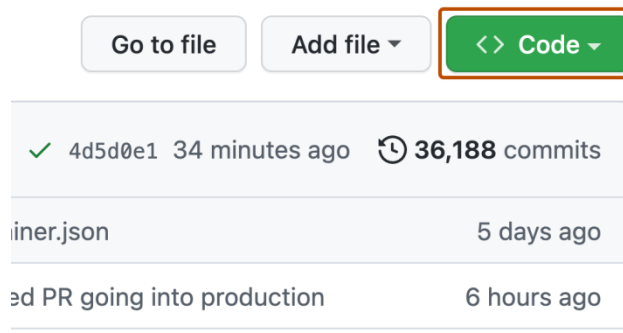 Go to file Add file <> Code
4d5d0e1 34 minutes ago 36,188 commits
iner.json 5 days ago
ed PR going into production 6 hours ago